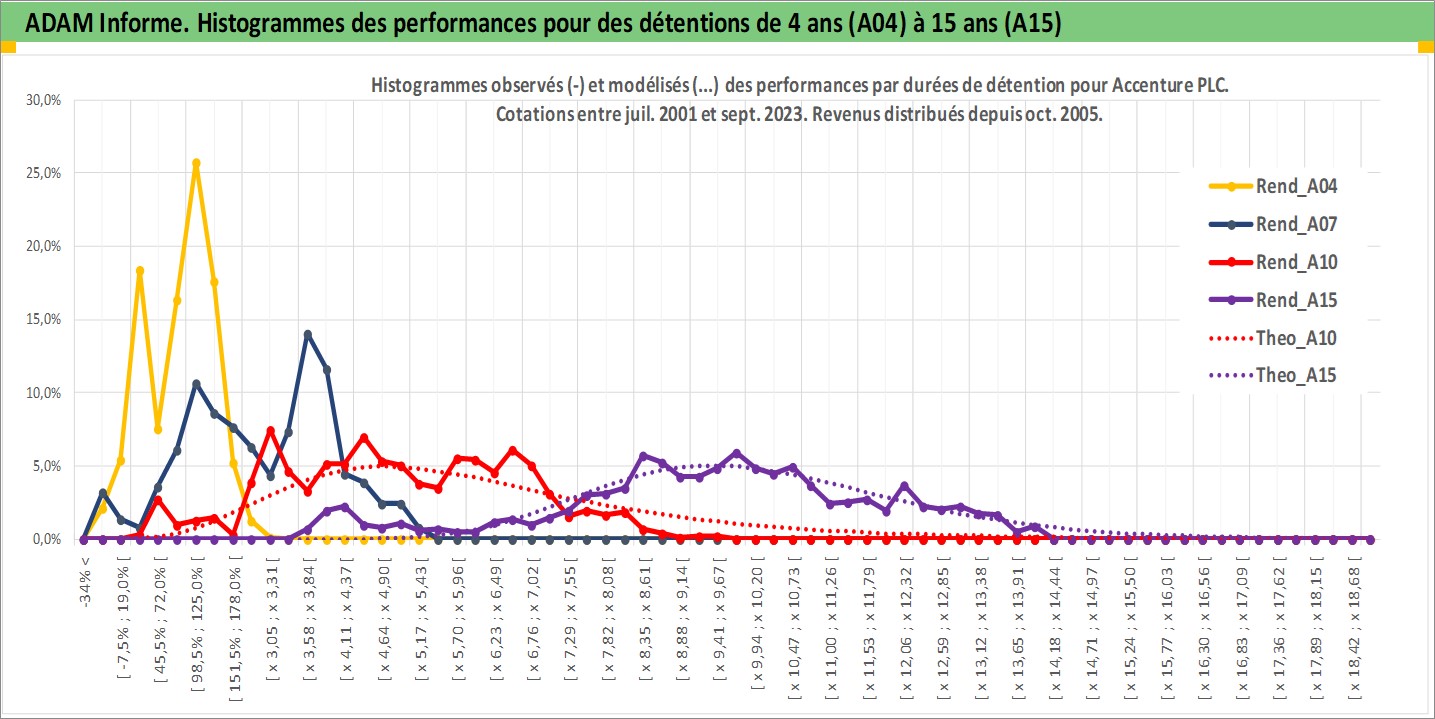 ADAM Informe. Histogrammes des performances pour des détentions de 4 ans (A04) à 15 ans (A15)
Histogrammes observés (-) et modélisés (...) des performances par durées de détention pour Accenture PLC.
Cotations entre juil. 2001 et sept. 2023. Revenus distribués depuis oct. 2005.
30,0%
25,0%
20,0%
15,0%
10,0%
5,0%
0,0%
Rend_A04
Rend_A07
Rend_A10
Rend_A15
Theo_A10
Theo_A15
-34% <
[ -7,5% ; 19,0% [
[ 45,5% ; 72,0% [
[ 98,5% ; 125,0% [
[ 151,5% ; 178,0% [
[ x 3,05 ; x 3,31 [
[ x 3,58 ; x 3,84 [
[ x 4,11 ; x 4,37 [
[ x 4,64 ; x 4,90 [
[ x 5,17 ; x 5,43 [
[ x 5,70 ; x 5,96 [
[ x 6,23 ; x 6,49 [
[ x 6,76 ; x 7,02 [
[ x 7,29 ; x 7,55 [
[ x 7,82 ; x 8,08 [
[ x 8,35 ; x 8,61 [
[ x 8,88 ; x 9,14 [
[ x 9,41 ; x 9,67 [
[ x 9,94 ; x 10,20 [
[ x 10,47 ; x 10,73 [
[ x 11,00 ; x 11,26 [
[ x 11,53 ; x 11,79 [
[ x 12,06 ; x 12,32 [
[ x 12,59 ; x 12,85 [
[ x 13,12 ; x 13,38 [
[ x 13,65 ; x 13,91 [
[ x 14,18 ; x 14,44 [
[ x 14,71 ; x 14,97 [
[ x 15,24 ; x 15,50 [
[ x 15,77 ; x 16,03 [
[ x 16,30 ; x 16,56 [
[ x 16,83 ; x 17,09 [
[ x 17,36 ; x 17,62 [
[ x 17,89 ; x 18,15 [
[ x 18,42 ; x 18,68 [